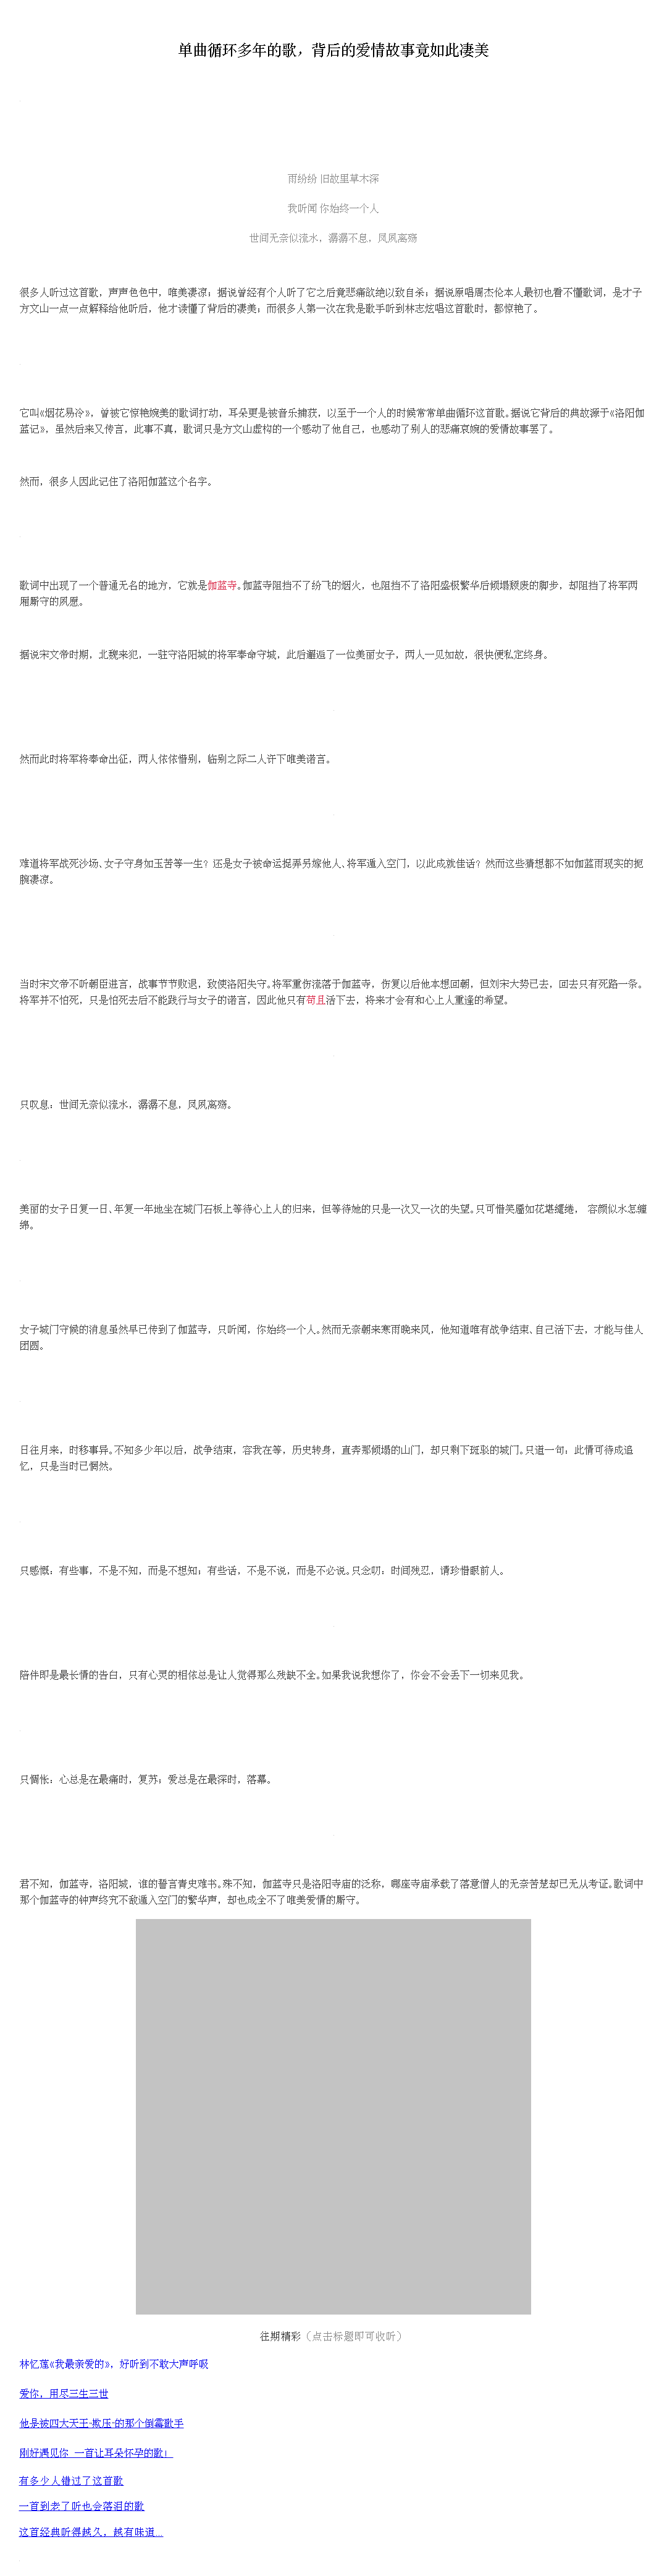 单曲循环多年的歌，背后的爱情故事竟如此凄美
雨纷纷 旧故里草木深
我听闻 你始终一个人
世间无奈似流水，潺潺不息，风夙离殇
很多人听过这首歌，声声色色中，唯美凄凉；据说曾经有个人听了它之后竟悲痛欲绝以致自杀；据说原唱周杰伦本人最初也看不懂歌词，是才子
方文山一点一点解释给他听后，他才读懂了背后的凄美；而很多人第一次在我是歌手听到林志炫唱这首歌时，都惊艳了。
它叫《烟花易冷》，曾被它惊艳婉美的歌词打动，耳朵更是被音乐捕获，以至于一个人的时候常常单曲循环这首歌。据说它背后的典故源于《洛阳伽
蓝记》，虽然后来又传言，此事不真，歌词只是方文山虚构的一个感动了他自己，也感动了别人的悲痛哀婉的爱情故事罢了。
然而，很多人因此记住了洛阳伽蓝这个名字。
歌词中出现了一个普通无名的地方，它就是伽蓝寺。伽蓝寺阻挡不了纷飞的烟火，也阻挡不了洛阳盛极繁华后倾塌颓废的脚步，却阻挡了将军两
厢厮守的夙愿。
据说宋文帝时期，北魏来犯，一驻守洛阳城的将军奉命守城，此后邂逅了一位美丽女子，两人一见如故，很快便私定终身。
然而此时将军将奉命出征，两人依依惜别，临别之际二人许下唯美诺言。
难道将军战死沙场、女子守身如玉苦等一生？还是女子被命运捉弄另嫁他人、将军遁入空门，以此成就佳话？然而这些猜想都不如伽蓝雨现实的扼
腕凄凉。
当时宋文帝不听朝臣进言，战事节节败退，致使洛阳失守。将军重伤流落于伽蓝寺，伤复以后他本想回朝，但刘宋大势已去，回去只有死路一条。
将军并不怕死，只是怕死去后不能践行与女子的诺言，因此他只有苟且活下去，将来才会有和心上人重逢的希望。
只叹息：世间无奈似流水，潺潺不息，风夙离殇。
美丽的女子日复一日、年复一年地坐在城门石板上等待心上人的归来，但等待她的只是一次又一次的失望。只可惜笑靥如花堪缱绻， 容颜似水怎缠
绵。
女子城门守候的消息虽然早已传到了伽蓝寺，只听闻，你始终一个人。然而无奈朝来寒雨晚来风，他知道唯有战争结束、自己活下去，才能与佳人
团圆。
日往月来，时移事异。不知多少年以后，战争结束，容我在等，历史转身，直奔那倾塌的山门，却只剩下斑驳的城门。只道一句：此情可待成追
忆，只是当时已惘然。
只感慨：有些事，不是不知，而是不想知；有些话，不是不说，而是不必说。只念叨：时间残忍，请珍惜眼前人。
陪伴即是最长情的告白，只有心灵的相依总是让人觉得那么残缺不全。如果我说我想你了，你会不会丢下一切来见我。
只惆怅：心总是在最痛时，复苏；爱总是在最深时，落幕。
君不知，伽蓝寺，洛阳城，谁的誓言青史难书。殊不知，伽蓝寺只是洛阳寺庙的泛称，哪座寺庙承载了落意僧人的无奈苦楚却已无从考证。歌词中
那个伽蓝寺的钟声终究不敌遁入空门的繁华声，却也成全不了唯美爱情的厮守。
往期精彩（点击标题即可收听）
林忆莲《我最亲爱的》，好听到不敢大声呼吸
爱你，用尽三生三世
他是被四大天王“欺压”的那个倒霉歌手
刚好遇见你 一首让耳朵怀孕的歌！
有多少人错过了这首歌
一首到老了听也会落泪的歌
这首经典听得越久，越有味道...